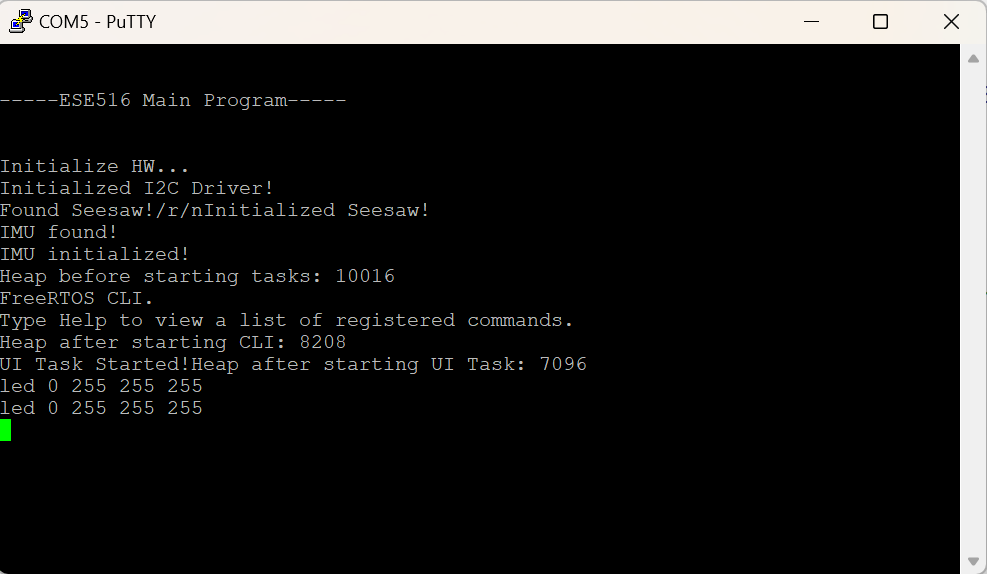 COM5 - PuTTY
-----ESE516 Main Program-----
Initialize HW...
Initialized I2C Driver!
Found Seesaw!/r/nInitialized Seesaw!
IMU found!
IMU initialized!
Heap before starting tasks: 10016
FreeRTOS CLI.
Type Help to view a list of registered commands.
Heap after starting CLI: 8208
UI Task Started!Heap after starting UI Task: 7096
led 0 255 255 255
led 0 255 255 255